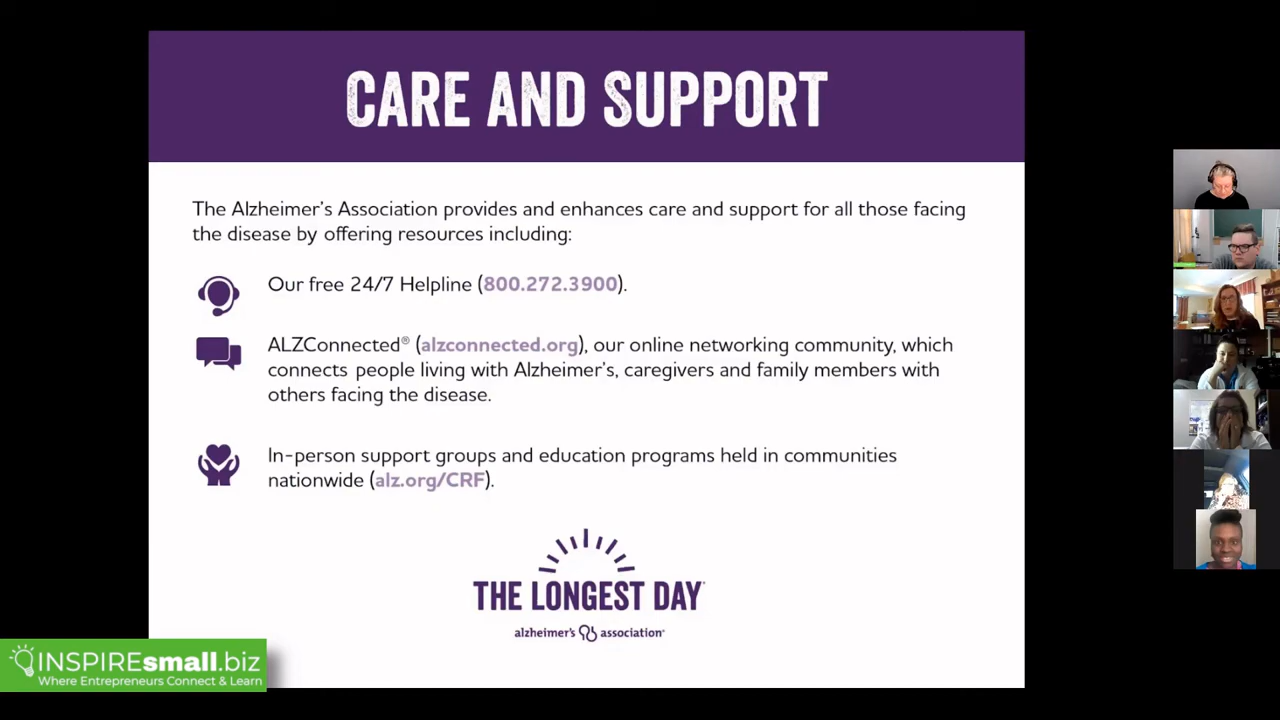 CARE AND SUPPORT
The Alzheimer's Association provides and enhances care and support for all those facing
the disease by offering resources including:
Our free 24/7 Helpline (800.272.3900).
ALZConnected® (alzconnected.org), our online networking community, which
connects people living with Alzheimer's, caregivers and family members with
others facing the disease.
In-person support groups and education programs held in communities
nationwide (alz.org/CRF).
THE LONGEST DAY
alzheimer's association®
INSPIREsmall.biz
Where Entrepreneurs Connect & Learn